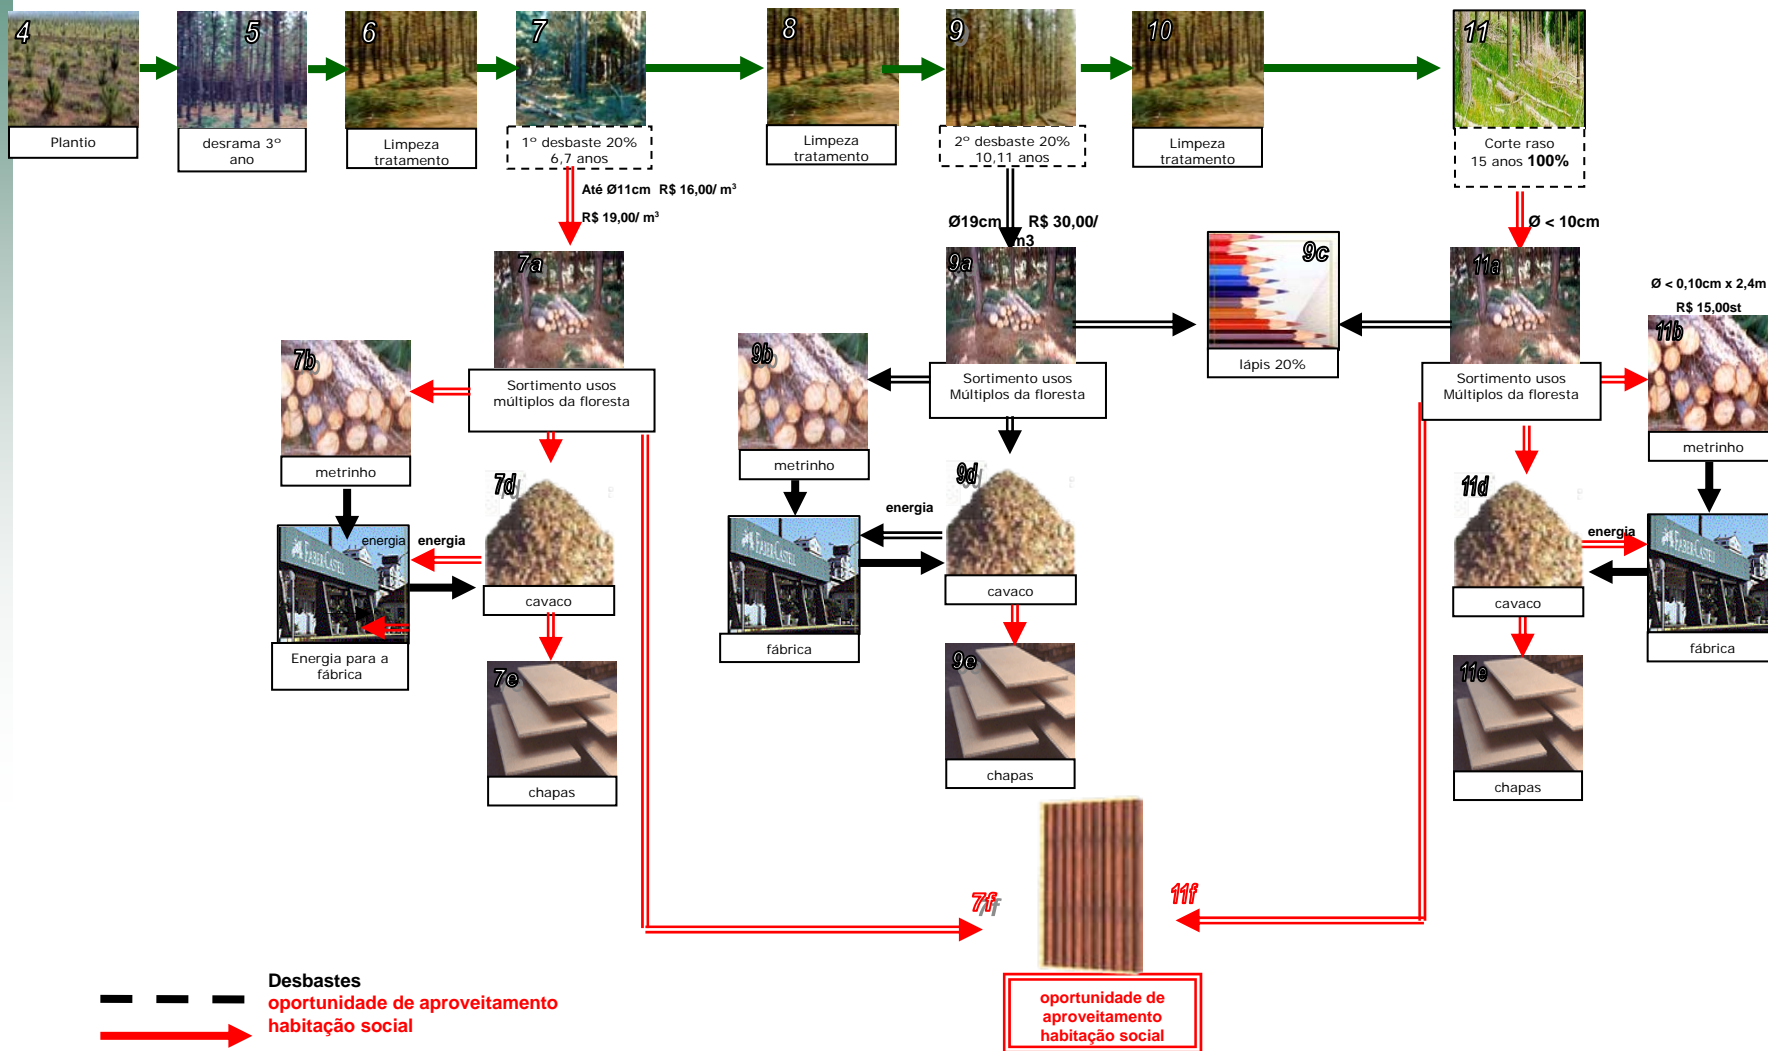 4
5
6
7
8
9
10
11
Plantio
desrama 3º
ano
Limpeza
tratamento
1º desbaste 20%
6,7 anos
Limpeza
tratamento
2º desbaste 20%
10,11 anos
Limpeza
tratamento
Corte raso
15 anos 100%
Até Ø11cm R$ 16,00/ m³
R$ 19,00/ m³
Ø19cm R$ 30,00/
m3
Ø < 10cm
7a
9a
9c
11a
Ø < 0,10cm x 2,4m
R$ 15,00st
7b
9b
11b
lápis 20%
Sortimento usos
múltiplos da floresta
Sortimento usos
Múltiplos da floresta
Sortimento usos
Múltiplos da floresta
metrinho
metrinho
metrinho
7d
9d
11d
energia
energia
energia
energia
FABER-CASTELL
FABER-CASTELL
FABER-CASTELL
cavaco
cavaco
cavaco
Energia para a
fábrica
fábrica
fábrica
7e
9e
11e
chapas
chapas
chapas
7f
11f
Desbastes
oportunidade de aproveitamento
habitação social
oportunidade de
aproveitamento
habitação social